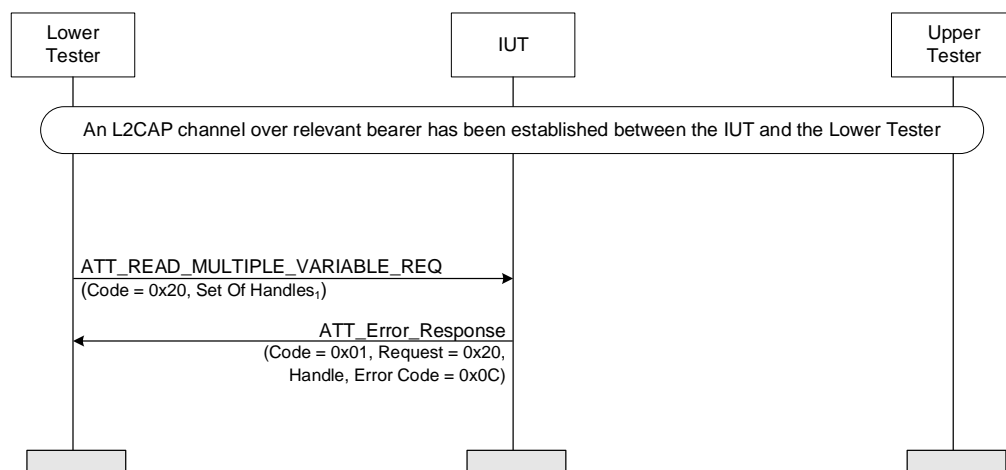 Lower
Tester
IUT
Upper
Tester
An L2CAP channel over relevant bearer has been established between the IUT and the Lower Tester
ATT_READ_MULTIPLE_VARIABLE_REQ
(Code = 0x20, Set Of Handles₁)
ATT_Error_Response
(Code = 0x01, Request = 0x20,
Handle, Error Code = 0x0C)